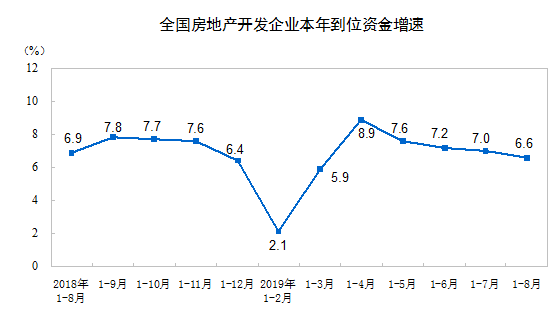 全国房地产开发企业本年到位资金增速
(%)
12
10
8
6
4
2
0
6.9
7.8
7.7
7.6
6.4
2.1
5.9
8.9
7.6
7.2
7.0
6.6
2018年
1-8月
1-9月
1-10月
1-11月
1-12月
2019年
1-2月
1-3月
1-4月
1-5月
1-6月
1-7月
1-8月